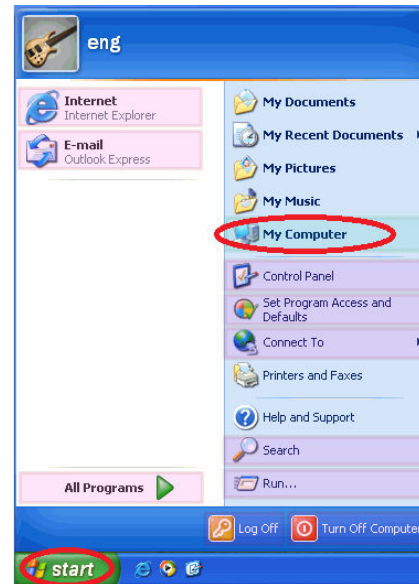 eng
Internet
Internet Explorer
E-mail
Outlook Express
All Programs
My Documents
My Recent Documents
My Pictures
My Music
My Computer
Control Panel
Set Program Access and
Defaults
Connect To
Printers and Faxes
Help and Support
Search
Run...
Log Off
Turn Off Computer
start